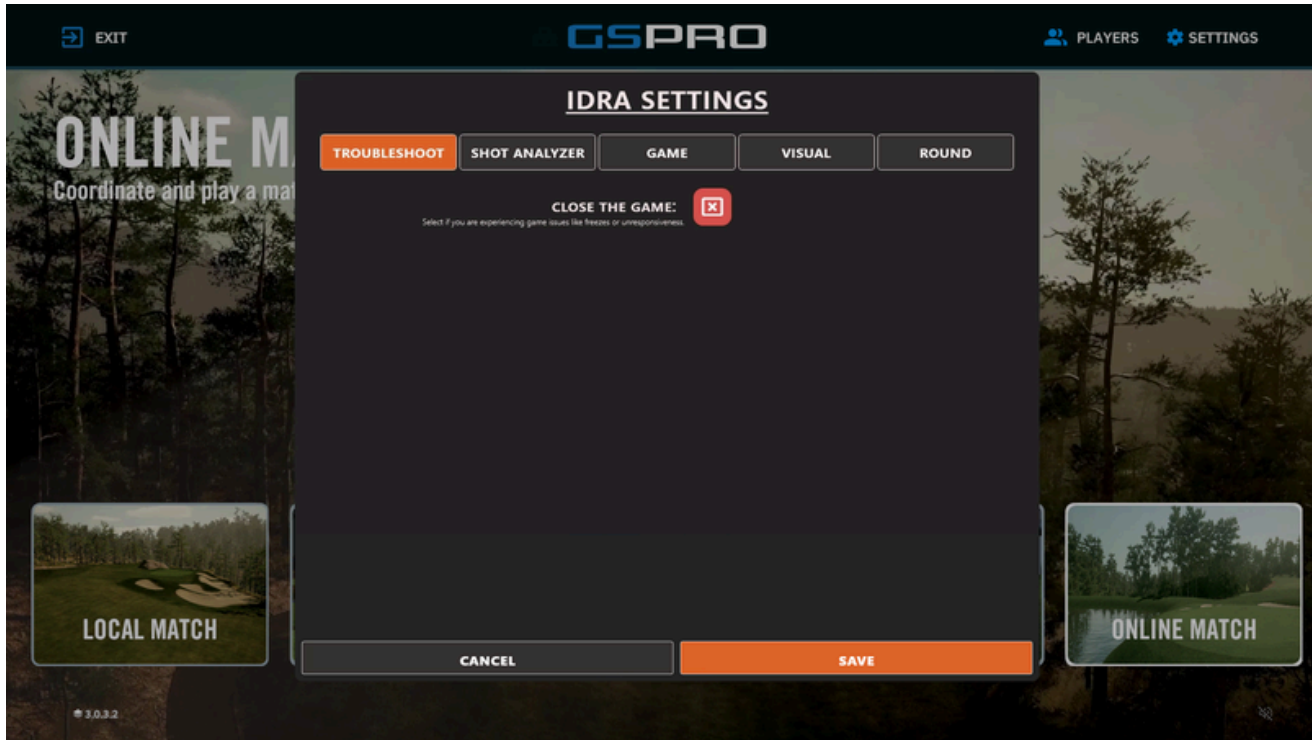 EXIT
GSPRO
PLAYERS
SETTINGS
ONLINE M
Coordinate and play a mat
IDRA SETTINGS
TROUBLESHOOT
SHOT ANALYZER
GAME
VISUAL
ROUND
CLOSE THE GAME:
Select if you are experiencing game issues like freezes or unresponsiveness.
LOCAL MATCH
ONLINE MATCH
CANCEL
SAVE
3.0.3.2